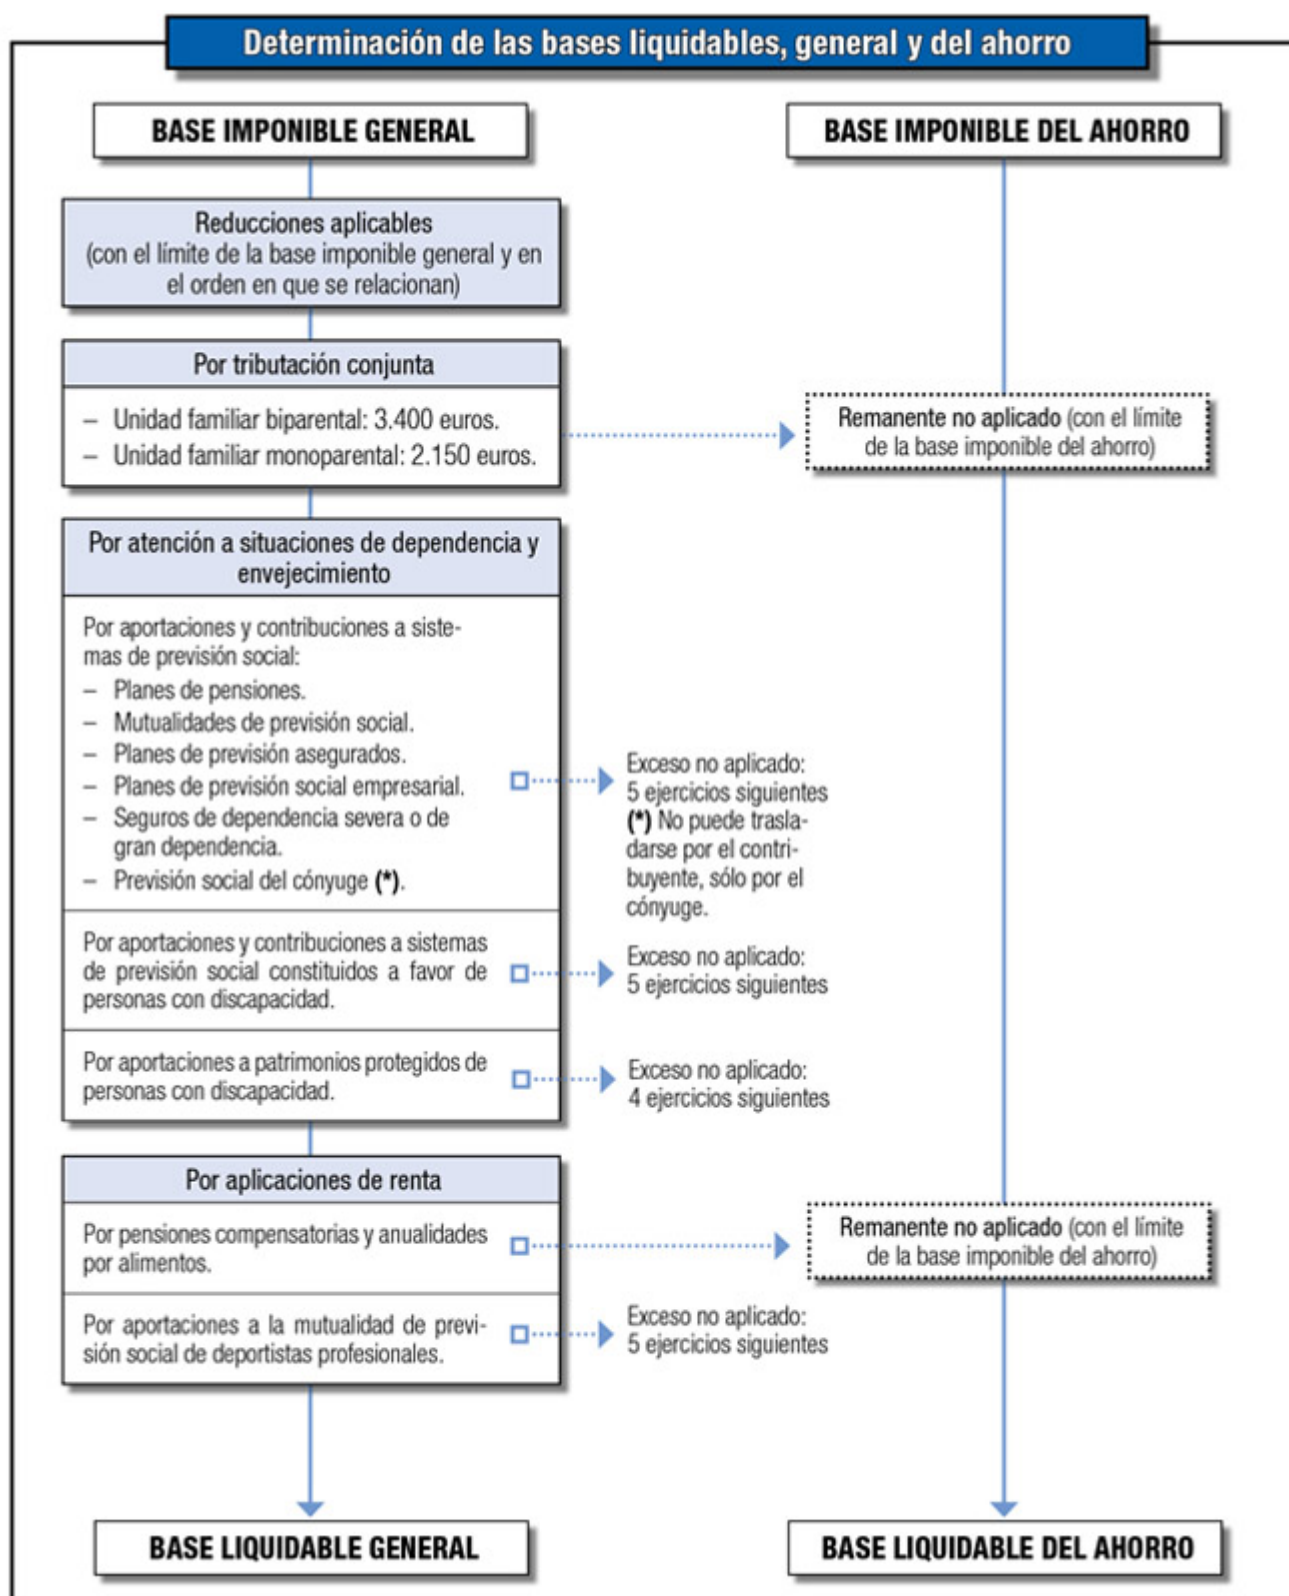 Determinación de las bases liquidables, general y del ahorro
BASE IMPONIBLE GENERAL
BASE IMPONIBLE DEL AHORRO
Reducciones aplicables
(con el límite de la base imponible general y en
el orden en que se relacionan)
Por tributación conjunta
– Unidad familiar biparental: 3.400 euros.
– Unidad familiar monoparental: 2.150 euros.
Remanente no aplicado (con el límite
de la base imponible del ahorro)
Por atención a situaciones de dependencia y
envejecimiento
Por aportaciones y contribuciones a siste-
mas de previsión social:
– Planes de pensiones.
– Mutualidades de previsión social.
– Planes de previsión asegurados.
– Planes de previsión social empresarial.
– Seguros de dependencia severa o de
gran dependencia.
– Previsión social del cónyuge (*).
Exceso no aplicado:
5 ejercicios siguientes
(*) No puede trasla-
darse por el contri-
buyente, sólo por el
cónyuge.
Por aportaciones y contribuciones a sistemas
de previsión social constituidos a favor de
personas con discapacidad.
Exceso no aplicado:
5 ejercicios siguientes
Por aportaciones a patrimonios protegidos de
personas con discapacidad.
Exceso no aplicado:
4 ejercicios siguientes
Por aplicaciones de renta
Por pensiones compensatorias y anualidades
por alimentos.
Remanente no aplicado (con el límite
de la base imponible del ahorro)
Por aportaciones a la mutualidad de previ-
sión social de deportistas profesionales.
Exceso no aplicado:
5 ejercicios siguientes
BASE LIQUIDABLE GENERAL
BASE LIQUIDABLE DEL AHORRO